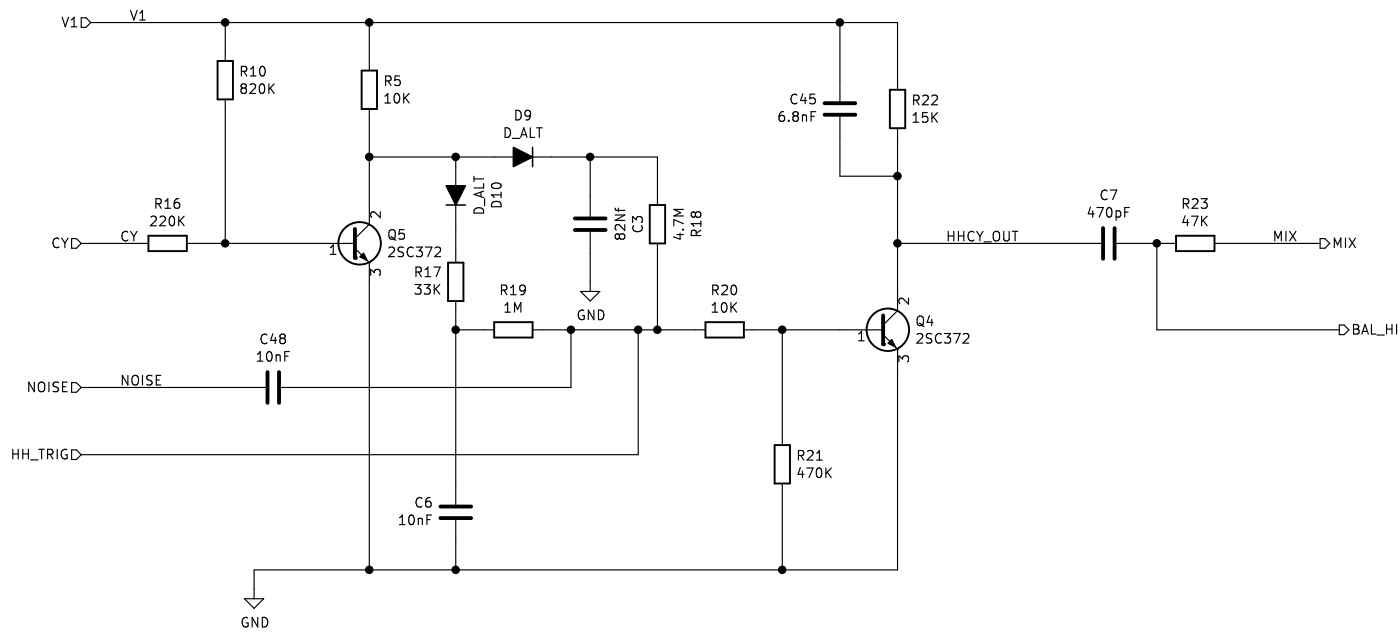 V1
V1
R10
820K
R5
10K
D9
D_ALT
C45
6.8nF
R22
15K
D_ALT
D10
82Nf
C3
4.7M
R18
C7
470pF
R23
47K
R16
220K
CY
CY
2
1
3
Q5
2SC372
HHCY_OUT
MIX
MIX
R17
33K
GND
R19
1M
R20
10K
2
1
3
Q4
2SC372
BAL_HI
C48
10nF
NOISE
NOISE
HH_TRIG
R21
470K
C6
10nF
GND